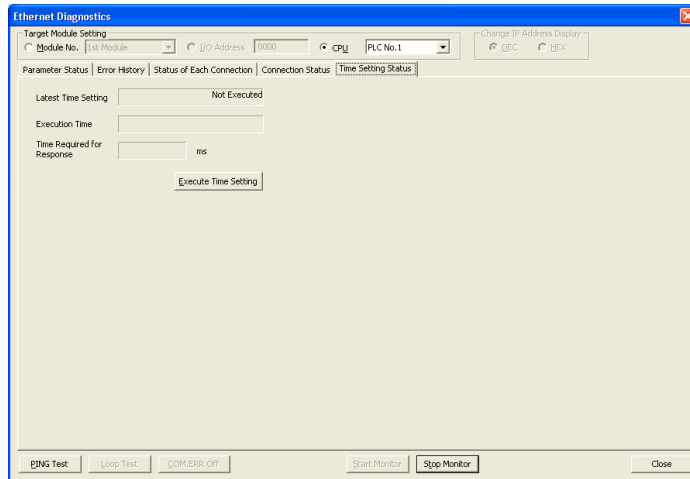 Ethernet Diagnostics
Target Module Setting
Module No. 1st Module I/O Address 0000 CPU PLC No.1
Change IP Address Display
DEC HEX
Parameter Status Error History Status of Each Connection Connection Status Time Setting Status
Latest Time Setting Not Executed
Execution Time
Time Required for
Response ms
Execute Time Setting
PING Test Loop Test COM.ERR Off Start Monitor Stop Monitor Close